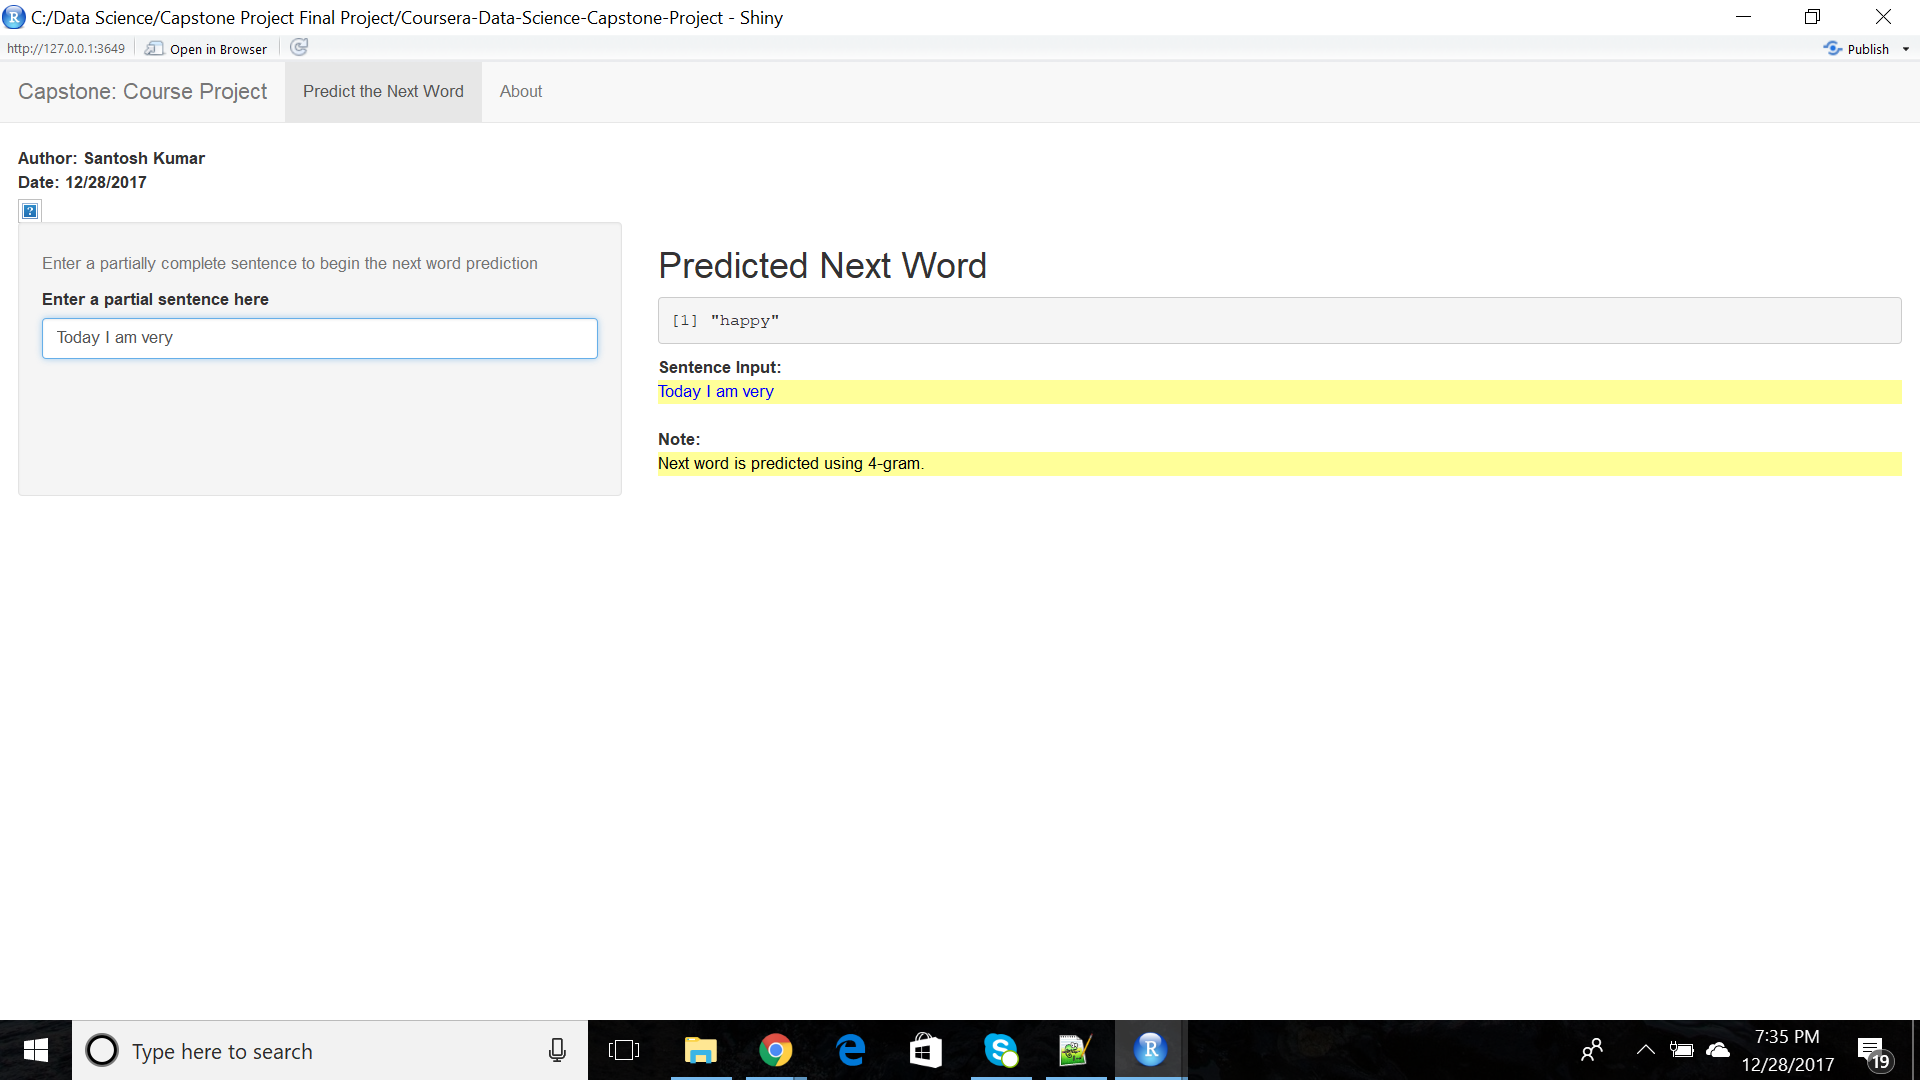 R C:/Data Science/Capstone Project Final Project/Coursera-Data-Science-Capstone-Project - Shiny
http://127.0.0.1:3649 Open in Browser Publish
Capstone: Course Project Predict the Next Word About
Author: Santosh Kumar
Date: 12/28/2017
?
Enter a partially complete sentence to begin the next word prediction
Enter a partial sentence here
Today I am very
Predicted Next Word
[1] "happy"
Sentence Input:
Today I am very
Note:
Next word is predicted using 4-gram.
Type here to search
e
S
R
7:35 PM
12/28/2017
19